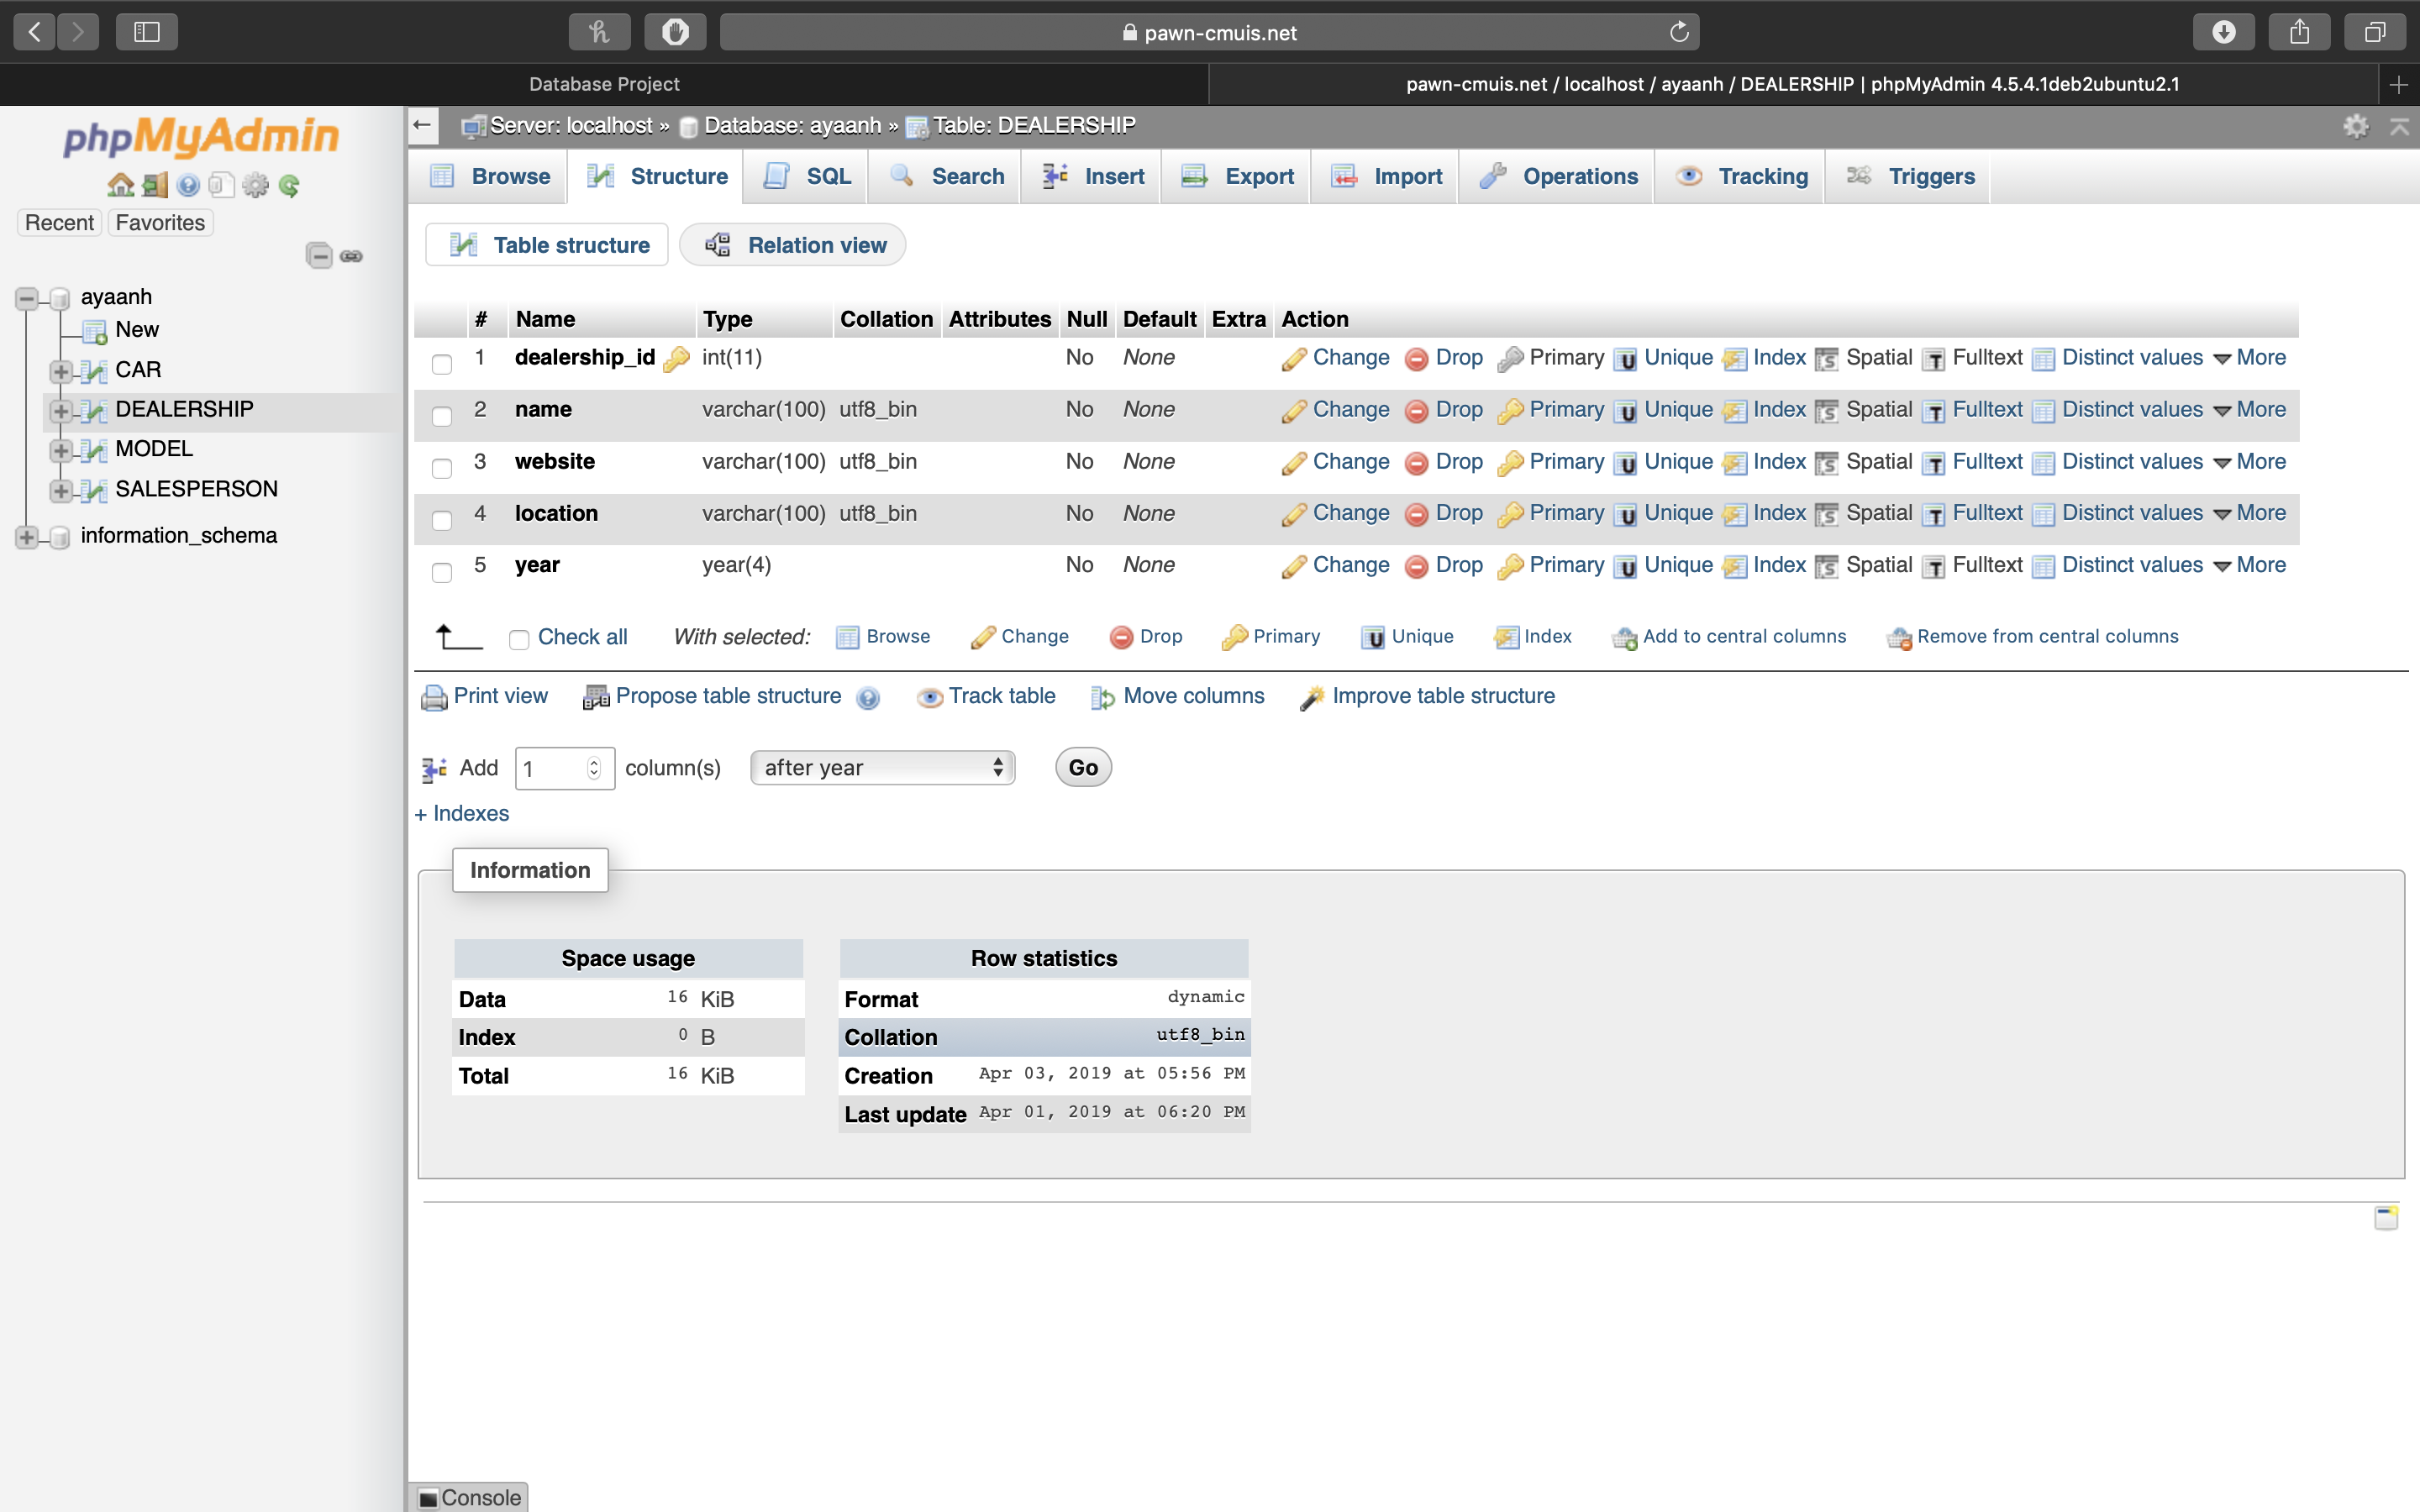 pawn-cmuis.net
Database Project
pawn-cmuis.net / localhost / ayaanh / DEALERSHIP | phpMyAdmin 4.5.4.1deb2ubuntu2.1
phpMyAdmin
Recent Favorites
ayaanh
New
CAR
DEALERSHIP
MODEL
SALESPERSON
information_schema
Server: localhost » Database: ayaanh » Table: DEALERSHIP
Browse Structure SQL Search Insert Export Import Operations Tracking Triggers
Table structure Relation view
# Name Type Collation Attributes Null Default Extra Action
1 dealership_id int(11) No None Change Drop Primary Unique Index Spatial Fulltext Distinct values More
2 name varchar(100) utf8_bin No None Change Drop Primary Unique Index Spatial Fulltext Distinct values More
3 website varchar(100) utf8_bin No None Change Drop Primary Unique Index Spatial Fulltext Distinct values More
4 location varchar(100) utf8_bin No None Change Drop Primary Unique Index Spatial Fulltext Distinct values More
5 year year(4) No None Change Drop Primary Unique Index Spatial Fulltext Distinct values More
Check all With selected: Browse Change Drop Primary Unique Index Add to central columns Remove from central columns
Print view Propose table structure Track table Move columns Improve table structure
Add 1 column(s) after year Go
+ Indexes
Information
Space usage
Data 16 KiB
Index 0 B
Total 16 KiB
Row statistics
Format dynamic
Collation utf8_bin
Creation Apr 03, 2019 at 05:56 PM
Last update Apr 01, 2019 at 06:20 PM
Console